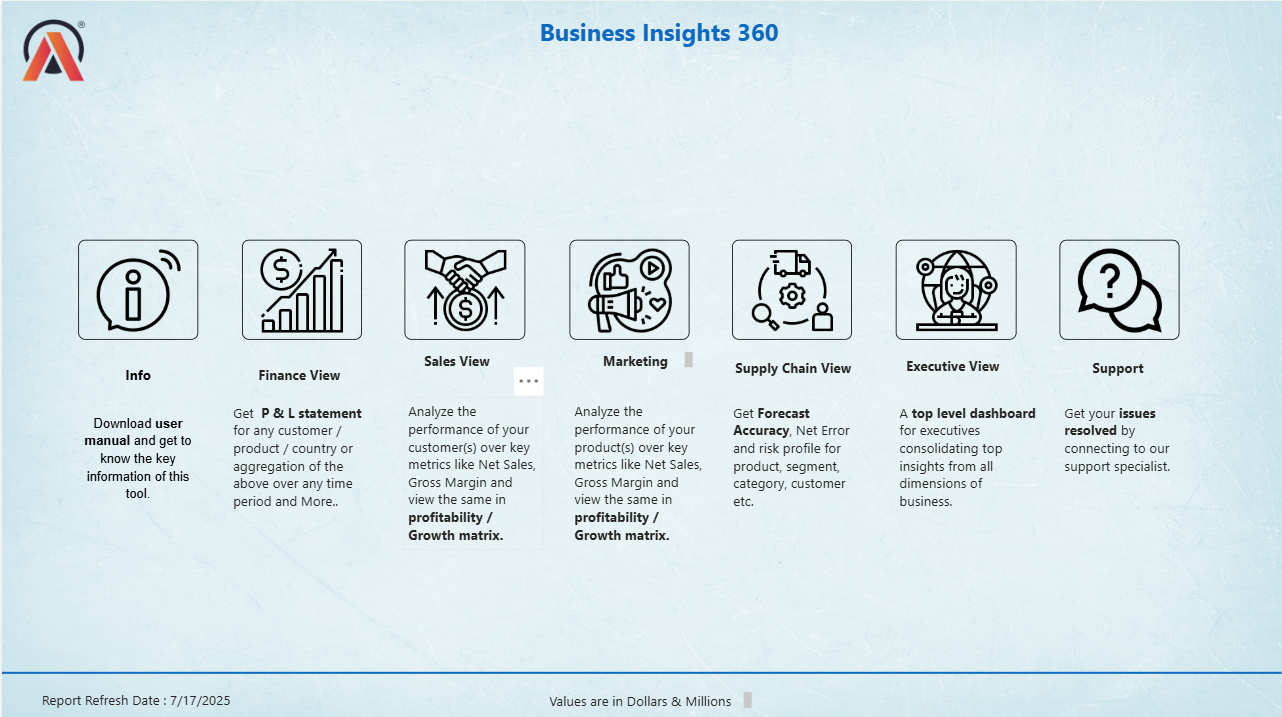 ®
Business Insights 360
Info
Download user
manual and get to
know the key
information of this
tool.
Finance View
Get  P & L statement
for any customer /
product / country or
aggregation of the
above over any time
period and More..
Sales View
Analyze the
performance of your
customer(s) over key
metrics like Net Sales,
Gross Margin and
view the same in
profitability /
Growth matrix.
Marketing
Analyze the
performance of your
product(s) over key
metrics like Net Sales,
Gross Margin and
view the same in
profitability /
Growth matrix.
Supply Chain View
Get Forecast
Accuracy, Net Error
and risk profile for
product, segment,
category, customer
etc.
Executive View
A top level dashboard
for executives
consolidating top
insights from all
dimensions of
business.
Support
Get your issues
resolved by
connecting to our
support specialist.
Report Refresh Date : 7/17/2025
Values are in Dollars & Millions